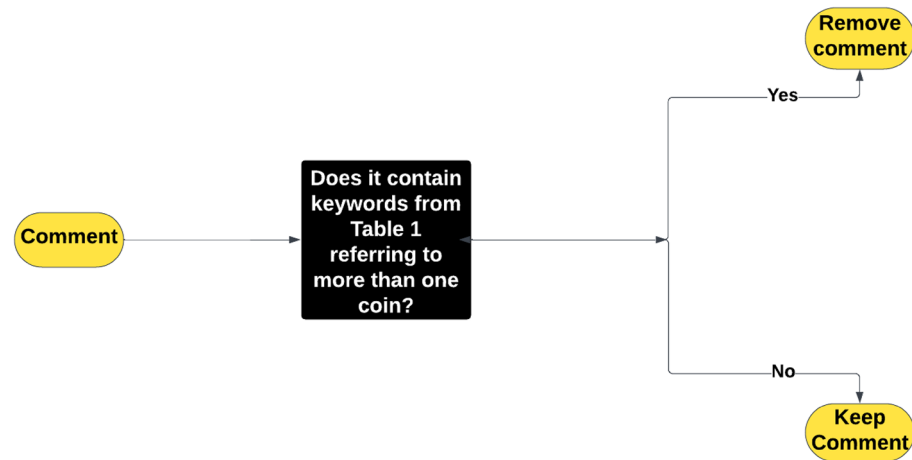 Remove
comment
Yes
Does it contain
keywords from
Table 1
referring to
more than one
coin?
Comment
No
Keep
Comment